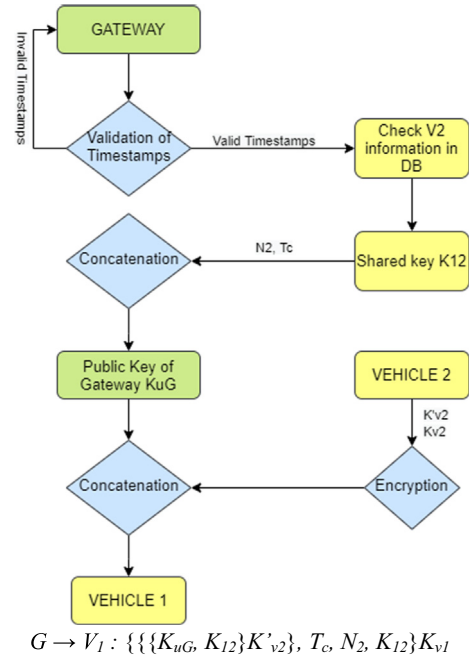 GATEWAY
Invalid Timestamps
Validation of
Timestamps
Valid Timestamps
Check V2
information in
DB
Concatenation
N2, Tc
Shared key K12
Public Key of
Gateway KuG
VEHICLE 2
K'v2
Kv2
Concatenation
Encryption
VEHICLE 1
G → V1 : {{{KuG, K12}K’v2}, Tc, N2, K12}Kv1